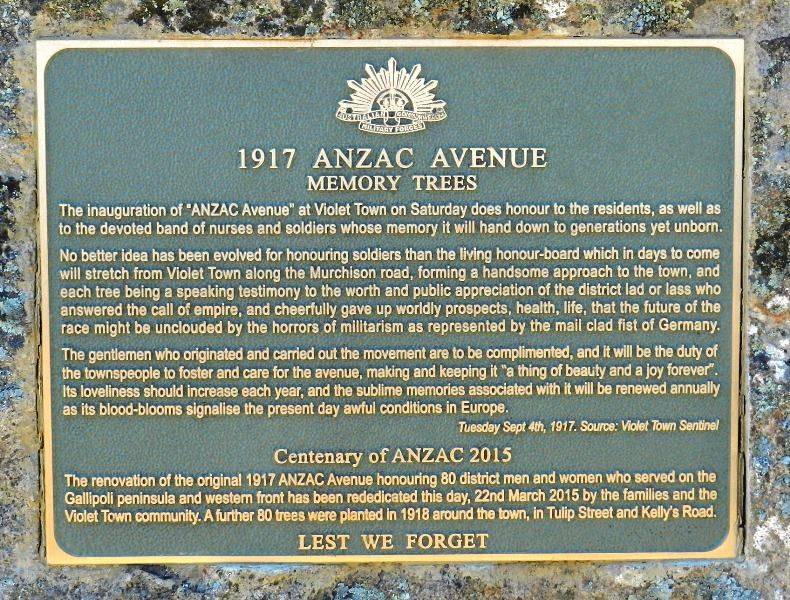 AUSTRALIAN COMMONWEALTH
MILITARY FORCES
1917 ANZAC AVENUE
MEMORY TREES
The inauguration of "ANZAC Avenue" at Violet Town on Saturday does honour to the residents, as well as
to the devoted band of nurses and soldiers whose memory it will hand down to generations yet unborn.
No better idea has been evolved for honouring soldiers than the living honour-board which in days to come
will stretch from Violet Town along the Murchison road, forming a handsome approach to the town, and
each tree being a speaking testimony to the worth and public appreciation of the district lad or lass who
answered the call of empire, and cheerfully gave up worldly prospects, health, life, that the future of the
race might be unclouded by the horrors of militarism as represented by the mail clad fist of Germany.
The gentlemen who originated and carried out the movement are to be complimented, and it will be the duty of
the townspeople to foster and care for the avenue, making and keeping it "a thing of beauty and a joy forever".
Its loveliness should increase each year, and the sublime memories associated with it will be renewed annually
as its blood-blooms signalise the present day awful conditions in Europe.
Tuesday Sept 4th, 1917. Source: Violet Town Sentinel
Centenary of ANZAC 2015
The renovation of the original 1917 ANZAC Avenue honouring 80 district men and women who served on the
Gallipoli peninsula and western front has been rededicated this day, 22nd March 2015 by the families and the
Violet Town community. A further 80 trees were planted in 1918 around the town, in Tulip Street and Kelly's Road.
LEST WE FORGET